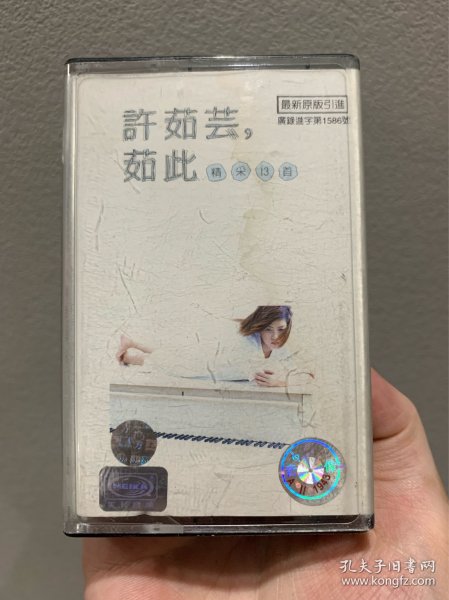 許茹芸,
茹此
精采13首
最新原版引進
廣錄進字第1586號
MEIKA
孔夫子旧书网
www.kongfz.com